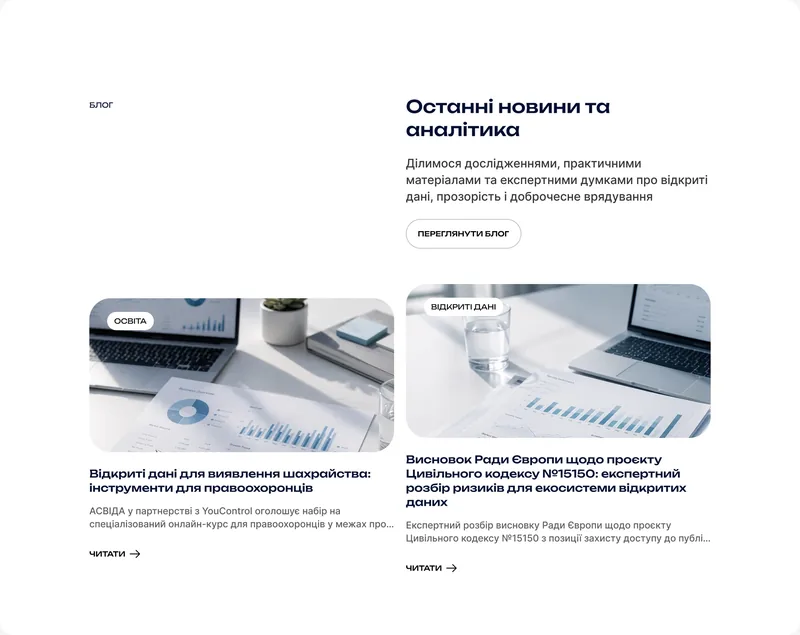 БЛОГ
Останні новини та
аналітика
Ділимося дослідженнями, практичними
матеріалами та експертними думками про відкриті
дані, прозорість і доброчесне врядування
ПЕРЕГЛЯНУТИ БЛОГ
ОСВІТА
Відкриті дані для виявлення шахрайства:
інструменти для правоохоронців
АСВІДА у партнерстві з YouControl оголошує набір на
спеціалізований онлайн-курс для правоохоронців у межах про...
ЧИТАТИ →
ВІДКРИТІ ДАНІ
Висновок Ради Європи щодо проєкту
Цивільного кодексу №15150: експертний
розбір ризиків для екосистеми відкритих
даних
Експертний розбір висновку Ради Європи щодо проєкту
Цивільного кодексу №15150 з позиції захисту доступу до публі...
ЧИТАТИ →